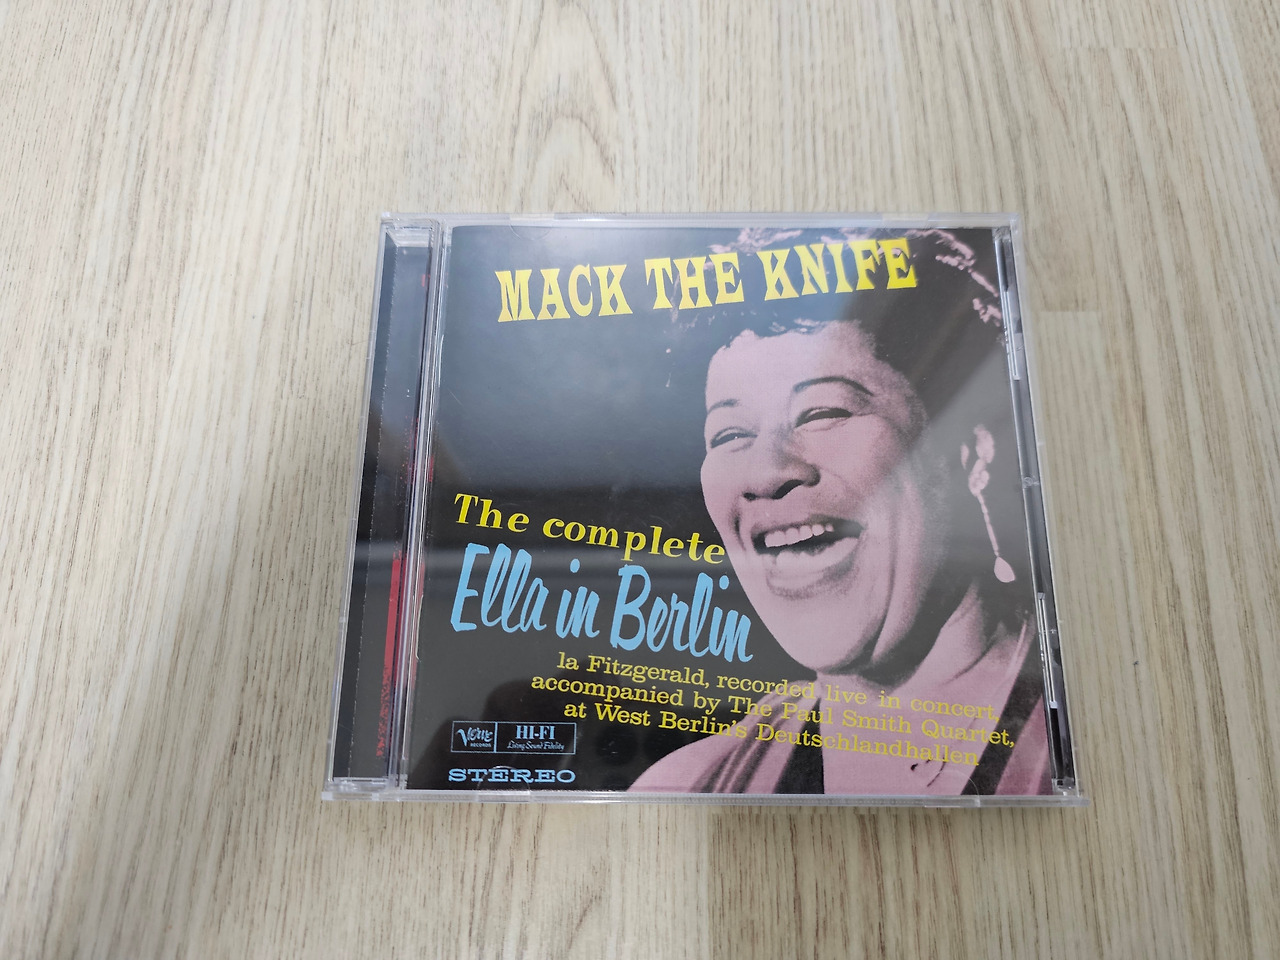 MACK THE KNIFE
The complete
Ella in Berlin
la Fitzgerald, recorded live in concert,
accompanied by The Paul Smith Quartet,
at West Berlin's Deutschlandhallen
Verve
RECORDS
HI-FI
Living Sound Fidelity
STEREO